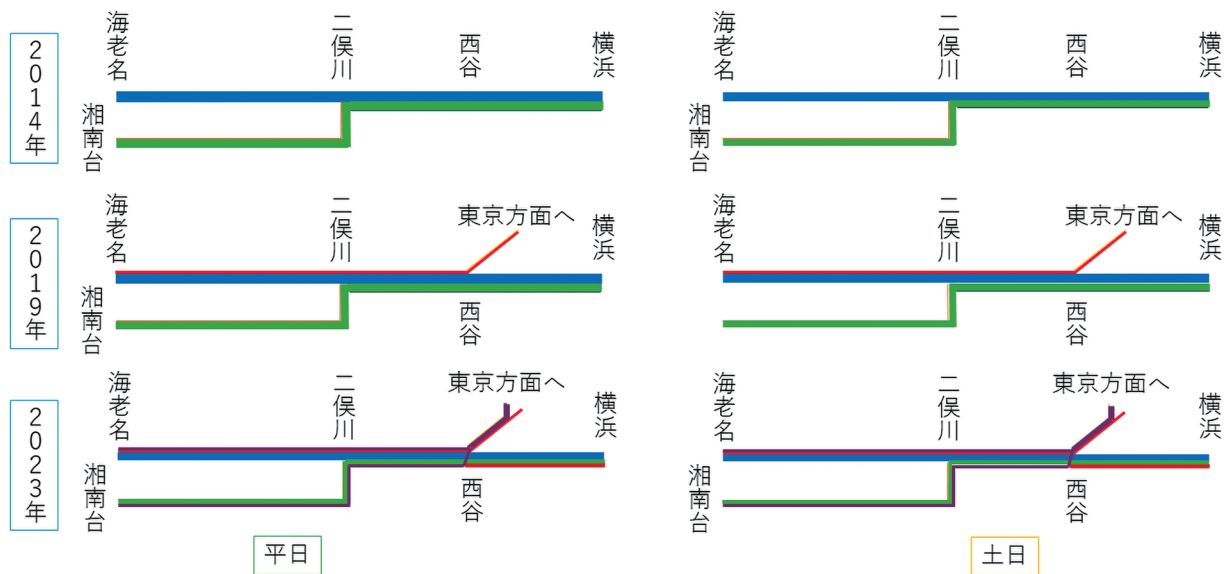 2014年
海老名
二俣川
西谷
横浜
湘南台
海老名
二俣川
西谷
横浜
湘南台
2019年
海老名
二俣川
東京方面へ
横浜
湘南台
西谷
海老名
二俣川
東京方面へ
横浜
湘南台
西谷
2023年
海老名
二俣川
東京方面へ
横浜
湘南台
西谷
海老名
二俣川
東京方面へ
横浜
湘南台
西谷
平日
土日